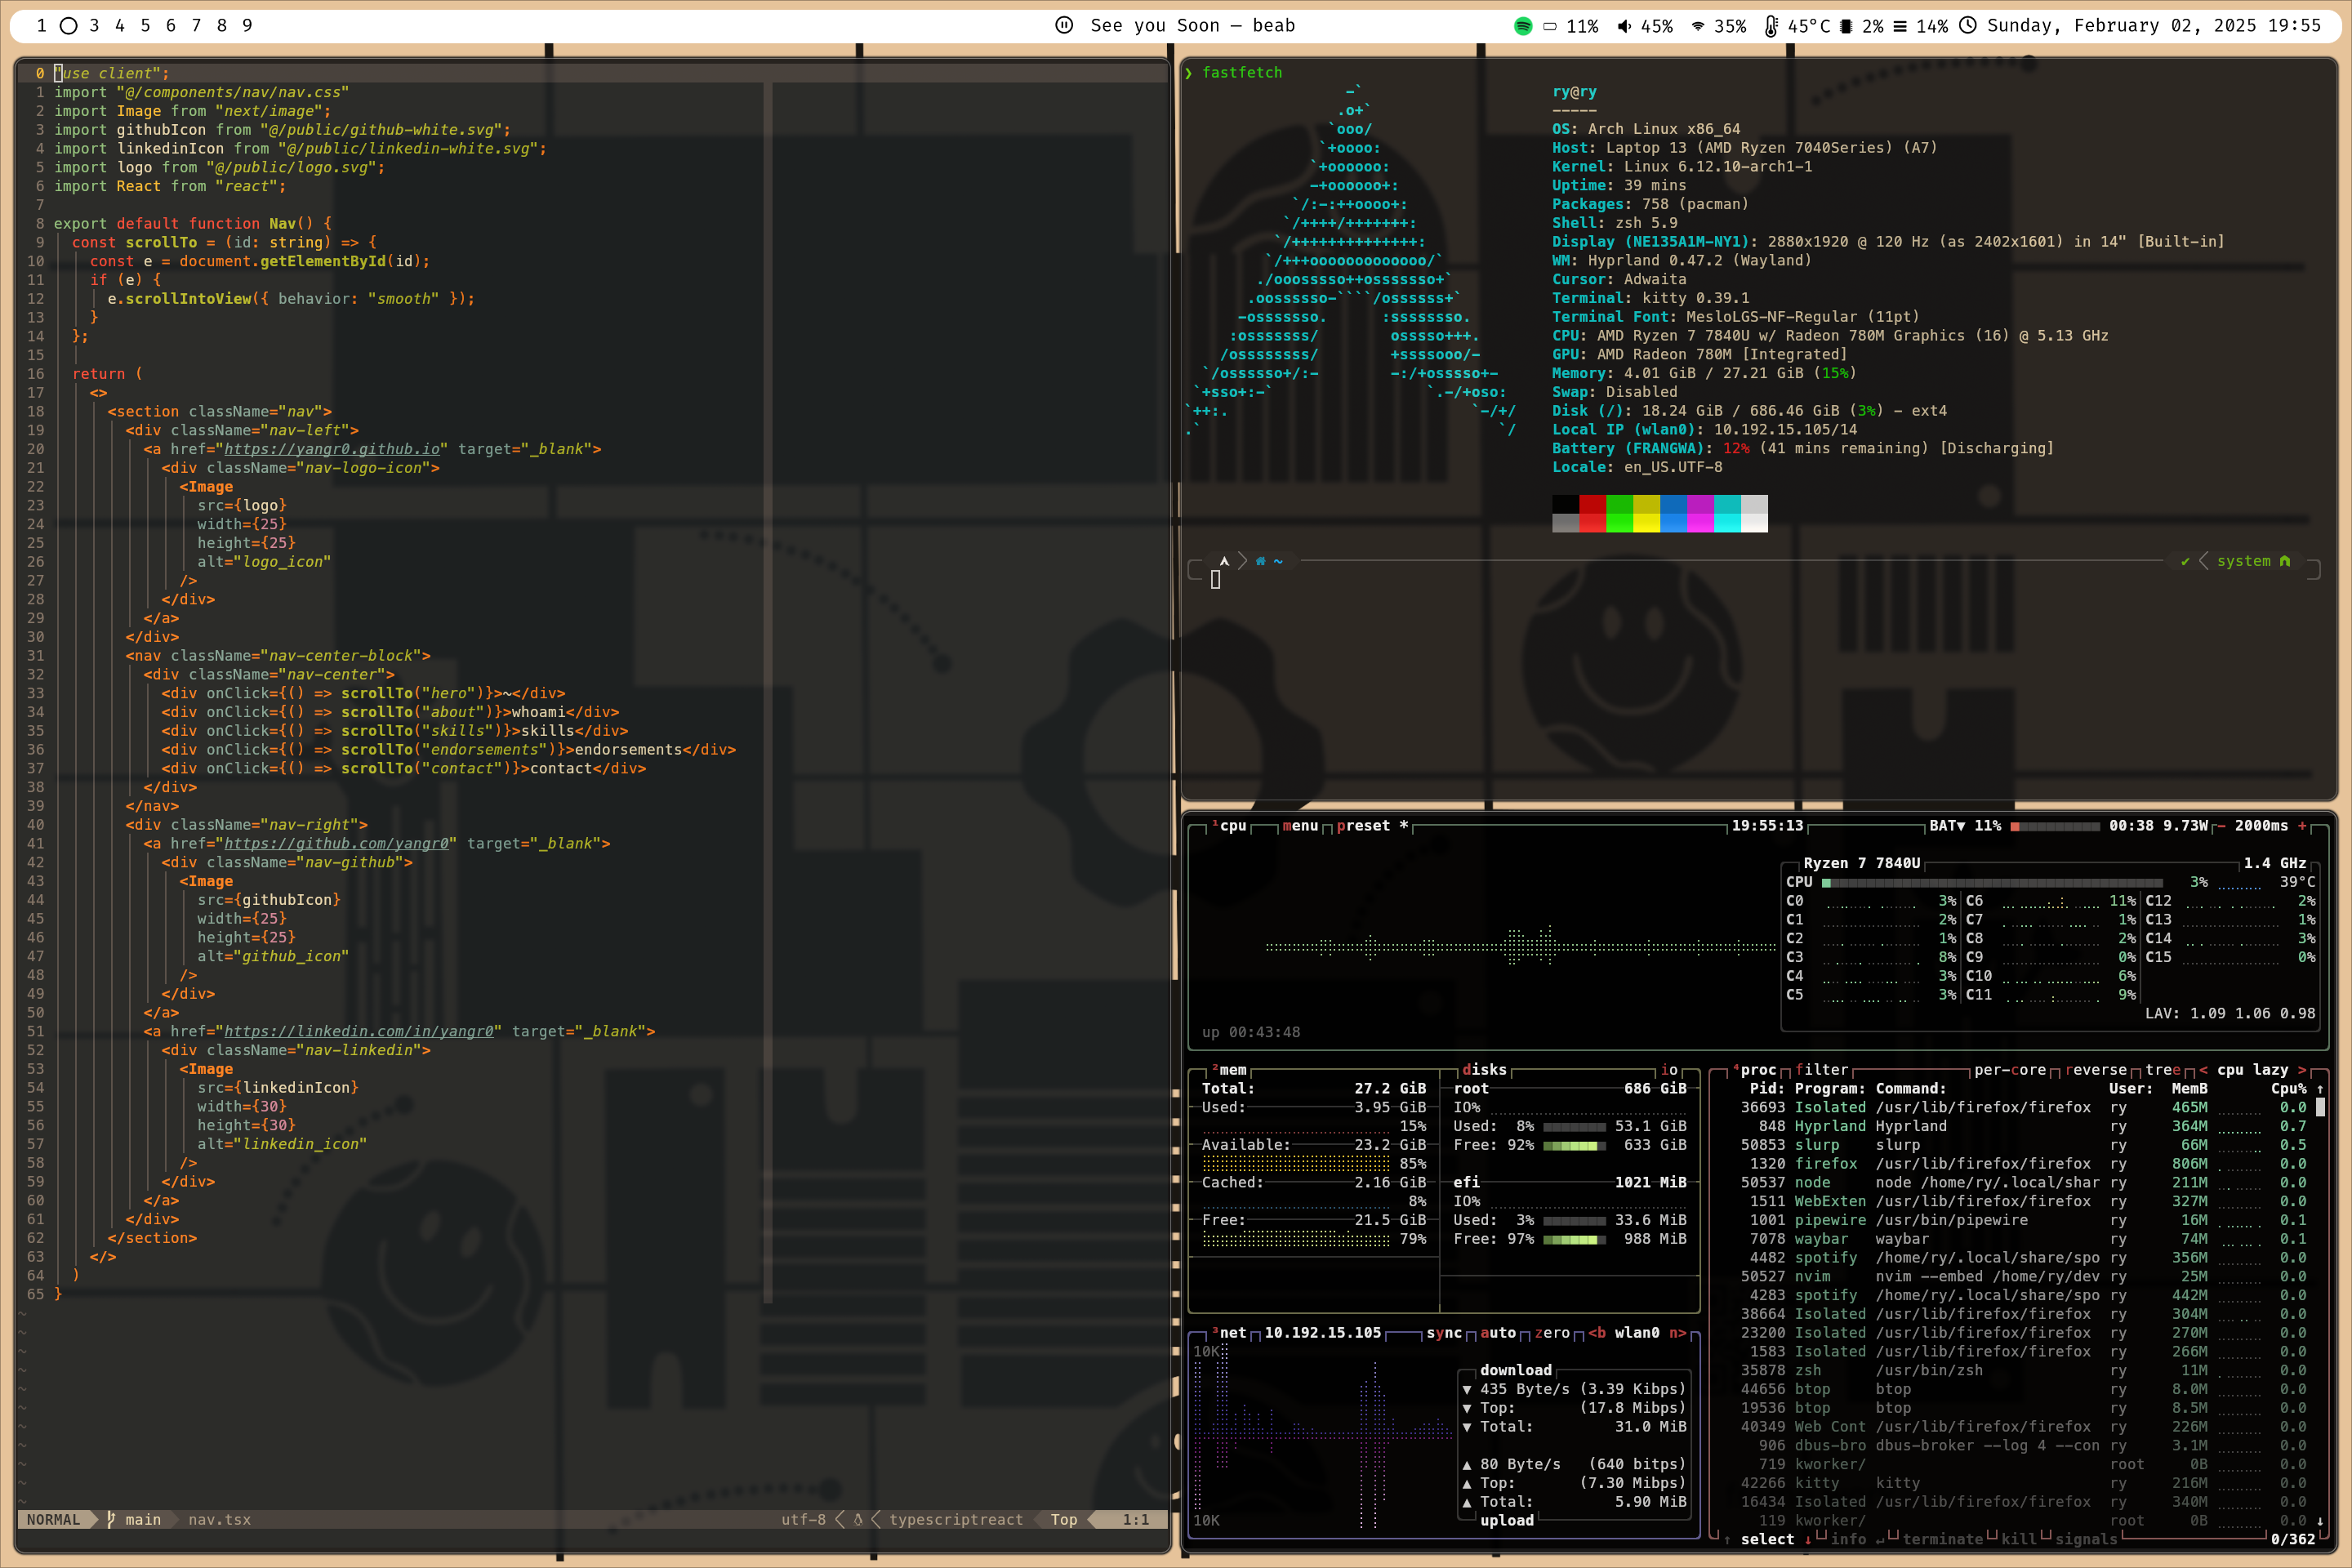 1 3 4 5 6 7 8 9
See you Soon – beab
11% 45% 35% 45°C 2% 14% Sunday, February 02, 2025 19:55
0 "use client";
1 import "@/components/nav/nav.css"
2 import Image from "next/image";
3 import githubIcon from "@/public/github-white.svg";
4 import linkedinIcon from "@/public/linkedin-white.svg";
5 import logo from "@/public/logo.svg";
6 import React from "react";
7
8 export default function Nav() {
9 const scrollTo = (id: string) => {
10 const e = document.getElementById(id);
11 if (e) {
12 e.scrollIntoView({ behavior: "smooth" });
13 }
14 };
15
16 return (
17 <>
18 <section className="nav">
19 <div className="nav-left">
20 <a href="https://yangr0.github.io" target="_blank">
21 <div className="nav-logo-icon">
22 <Image
23 src={logo}
24 width={25}
25 height={25}
26 alt="logo_icon"
27 />
28 </div>
29 </a>
30 </div>
31 <nav className="nav-center-block">
32 <div className="nav-center">
33 <div onClick={() => scrollTo("hero")}>~</div>
34 <div onClick={() => scrollTo("about")}>whoami</div>
35 <div onClick={() => scrollTo("skills")}>skills</div>
36 <div onClick={() => scrollTo("endorsements")}>endorsements</div>
37 <div onClick={() => scrollTo("contact")}>contact</div>
38 </div>
39 </nav>
40 <div className="nav-right">
41 <a href="https://github.com/yangr0" target="_blank">
42 <div className="nav-github">
43 <Image
44 src={githubIcon}
45 width={25}
46 height={25}
47 alt="github_icon"
48 />
49 </div>
50 </a>
51 <a href="https://linkedin.com/in/yangr0" target="_blank">
52 <div className="nav-linkedin">
53 <Image
54 src={linkedinIcon}
55 width={30}
56 height={30}
57 alt="linkedin_icon"
58 />
59 </div>
60 </a>
61 </div>
62 </section>
63 </>
64 )
65 }
NORMAL main nav.tsx utf-8 typescriptreact Top 1:1
❯ fastfetch
-`
.o+`
`ooo/
`+oooo:
`+oooooo:
-+oooooo+:
`/:-:++oooo+:
`/++++/+++++++:
`/++++++++++++++:
`/+++ooooooooooooo/`
./ooosssso++osssssso+`
.oossssso-````/ossssss+`
-osssssso. :ssssssso.
:osssssss/ osssso+++.
/ossssssss/ +ssssooo/-
`/ossssso+/:- -:/+osssso+-
`+sso+:-` `.-/+oso:
`++:. `-/+/
.` `/
ry@ry
-----
OS: Arch Linux x86_64
Host: Laptop 13 (AMD Ryzen 7040Series) (A7)
Kernel: Linux 6.12.10-arch1-1
Uptime: 39 mins
Packages: 758 (pacman)
Shell: zsh 5.9
Display (NE135A1M-NY1): 2880x1920 @ 120 Hz (as 2402x1601) in 14" [Built-in]
WM: Hyprland 0.47.2 (Wayland)
Cursor: Adwaita
Terminal: kitty 0.39.1
Terminal Font: MesloLGS-NF-Regular (11pt)
CPU: AMD Ryzen 7 7840U w/ Radeon 780M Graphics (16) @ 5.13 GHz
GPU: AMD Radeon 780M [Integrated]
Memory: 4.01 GiB / 27.21 GiB (15%)
Swap: Disabled
Disk (/): 18.24 GiB / 686.46 GiB (3%) - ext4
Local IP (wlan0): 10.192.15.105/14
Battery (FRANGWA): 12% (41 mins remaining) [Discharging]
Locale: en_US.UTF-8
~ ✔ system
¹cpu menu preset * 19:55:13 BAT▼ 11% 00:38 9.73W - 2000ms +
Ryzen 7 7840U 1.4 GHz
CPU 3% 39°C
C0 3% C6 11% C12 2%
C1 2% C7 1% C13 1%
C2 1% C8 2% C14 3%
C3 8% C9 0% C15 0%
C4 3% C10 6%
C5 3% C11 9%
LAV: 1.09 1.06 0.98
up 00:43:48
²mem disks io
Total: 27.2 GiB root 686 GiB
Used: 3.95 GiB IO%
15% Used: 8% 53.1 GiB
Available: 23.2 GiB Free: 92% 633 GiB
85%
Cached: 2.16 GiB efi 1021 MiB
8% IO%
Free: 21.5 GiB Used: 3% 33.6 MiB
79% Free: 97% 988 MiB
³net 10.192.15.105 sync auto zero <b wlan0 n>
10K
download
▼ 435 Byte/s (3.39 Kibps)
▼ Top: (17.8 Mibps)
▼ Total: 31.0 MiB
▲ 80 Byte/s (640 bitps)
▲ Top: (7.30 Mibps)
▲ Total: 5.90 MiB
10K upload
⁴proc filter per-core reverse tree < cpu lazy >
Pid: Program: Command: User: MemB Cpu% ↑
36693 Isolated /usr/lib/firefox/firefox ry 465M 0.0
848 Hyprland Hyprland ry 364M 0.7
50853 slurp slurp ry 66M 0.5
1320 firefox /usr/lib/firefox/firefox ry 806M 0.0
50537 node node /home/ry/.local/shar ry 211M 0.0
1511 WebExten /usr/lib/firefox/firefox ry 327M 0.0
1001 pipewire /usr/bin/pipewire ry 16M 0.1
7078 waybar waybar ry 74M 0.1
4482 spotify /home/ry/.local/share/spo ry 356M 0.0
50527 nvim nvim --embed /home/ry/dev ry 25M 0.0
4283 spotify /home/ry/.local/share/spo ry 442M 0.0
38664 Isolated /usr/lib/firefox/firefox ry 304M 0.0
23200 Isolated /usr/lib/firefox/firefox ry 270M 0.0
1583 Isolated /usr/lib/firefox/firefox ry 266M 0.0
35878 zsh /usr/bin/zsh ry 11M 0.0
44656 btop btop ry 8.0M 0.0
19536 btop btop ry 8.5M 0.0
40349 Web Cont /usr/lib/firefox/firefox ry 226M 0.0
906 dbus-bro dbus-broker --log 4 --con ry 3.1M 0.0
719 kworker/ root 0B 0.0
42266 kitty kitty ry 216M 0.0
16434 Isolated /usr/lib/firefox/firefox ry 340M 0.0
119 kworker/ root 0B 0.0 ↓
↑ select ↓ info ↵ terminate kill signals 0/362